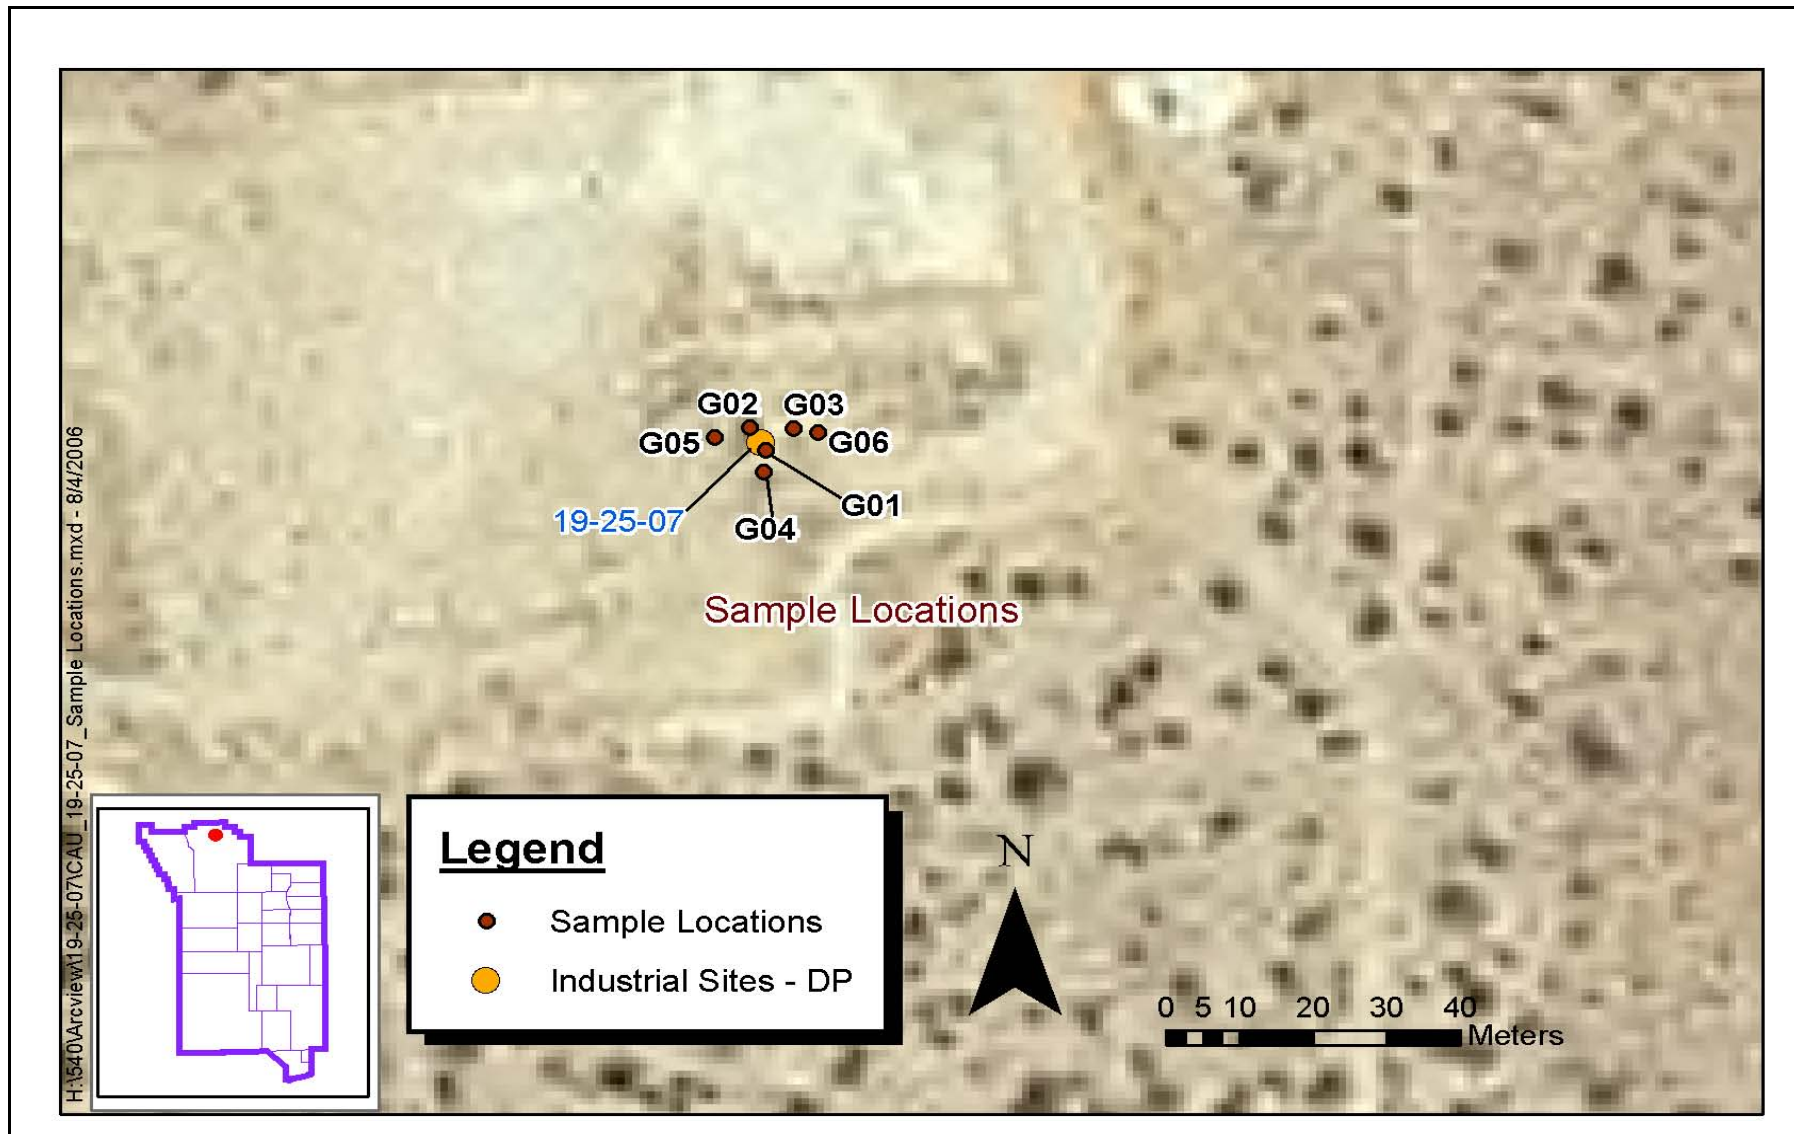 H:\540\Arcview\19-25-07\CAU_19-25-07_Sample Locations.mxd - 8/4/2006
G02 G03
G05 G06
19-25-07 G04 G01
Sample Locations
Legend
Sample Locations
Industrial Sites - DP
N
0 5 10 20 30 40
Meters